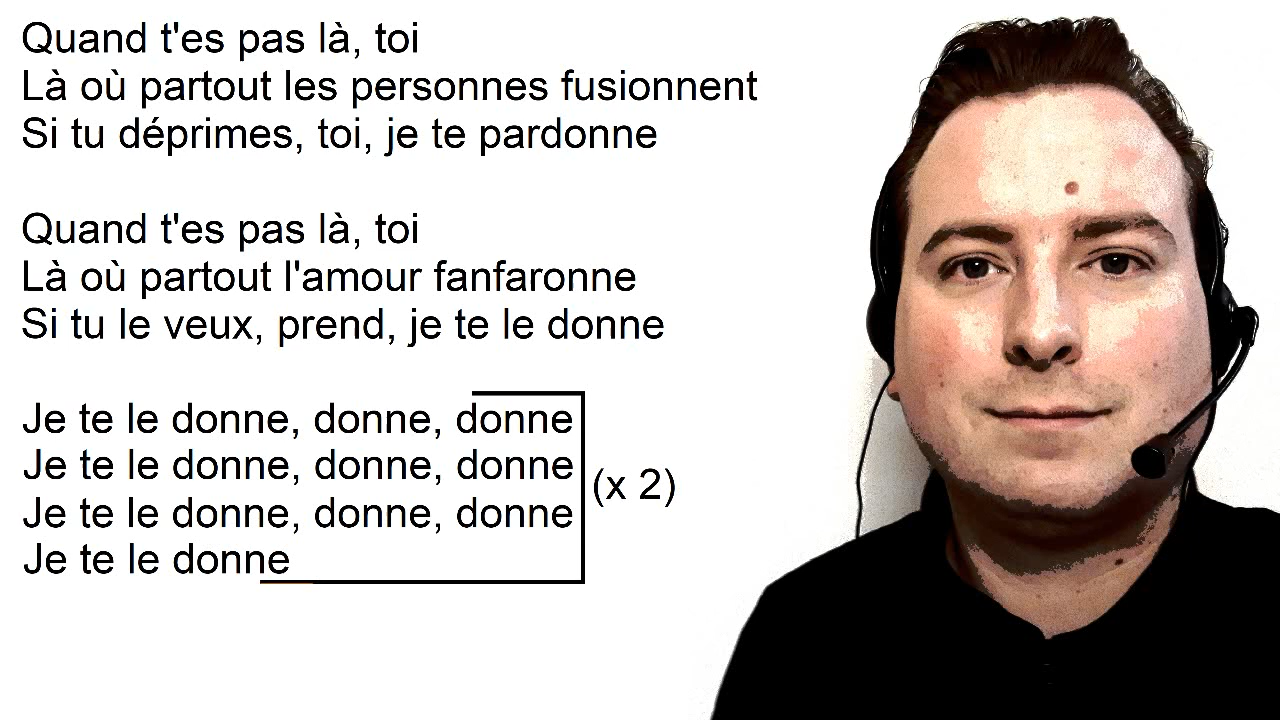 Quand t'es pas là, toi
Là où partout les personnes fusionnent
Si tu déprimes, toi, je te pardonne
Quand t'es pas là, toi
Là où partout l'amour fanfaronne
Si tu le veux, prend, je te le donne
Je te le donne, donne, donne
Je te le donne, donne, donne
(x 2)
Je te le donne, donne, donne
Je te le donne